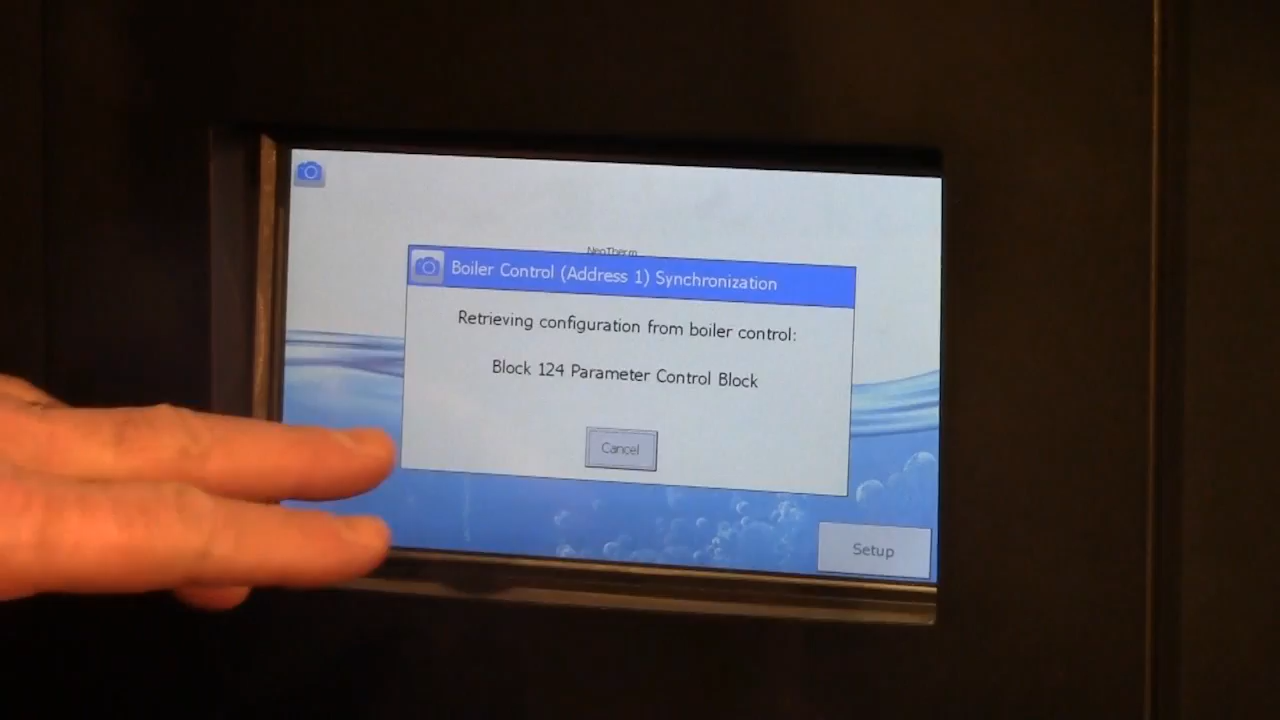 NeoTherm
Boiler Control (Address 1) Synchronization
Retrieving configuration from boiler control:
Block 124 Parameter Control Block
Cancel
Setup